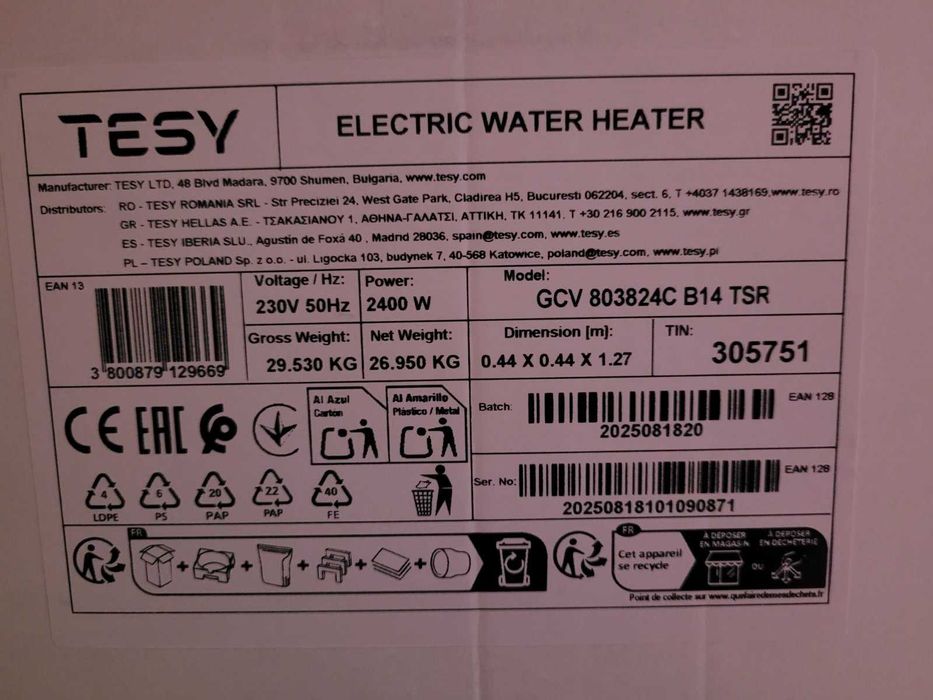 TESY
ELECTRIC WATER HEATER
Manufacturer: TESY LTD, 48 Blvd Madara, 9700 Shumen, Bulgaria, www.tesy.com
Distributors: RO - TESY ROMANIA SRL - Str Preciziei 24, West Gate Park, Cladirea H5, Bucuresti 062204, sect. 6, T +4037 1438169, www.tesy.ro
GR - TESY HELLAS A.E. - ΤΣΑΚΑΣΙΑΝΟΥ 1, ΑΘΗΝΑ-ΓΑΛΑΤΣΙ, ΑΤΤΙΚΗ, ΤΚ 11141. T +30 216 900 2115, www.tesy.gr
ES - TESY IBERIA SLU., Agustin de Foxá 40, Madrid 28036, spain@tesy.com, www.tesy.es
PL – TESY POLAND Sp. z o.o. - ul. Ligocka 103, budynek 7, 40-568 Katowice, poland@tesy.com, www.tesy.pl
EAN 13
3 800879 129669
Voltage / Hz:
230V 50Hz
Power:
2400 W
Model:
GCV 803824C B14 TSR
Gross Weight:
29.530 KG
Net Weight:
26.950 KG
Dimension [m]:
0.44 X 0.44 X 1.27
TIN:
305751
CE EAC
Al Azul
Carton
Al Amarillo
Plástico / Metal
Batch:
EAN 128
2025081820
4
LDPE
6
PS
20
PAP
22
PAP
40
FE
Ser. No:
EAN 128
20250818101090871
FR
+ + + + +
FR
Cet appareil
se recycle
À DÉPOSER
EN MAGASIN
OU
À DÉPOSER
EN DÉCHÈTERIE
Point de collecte sur www.quefairedemesdechets.fr